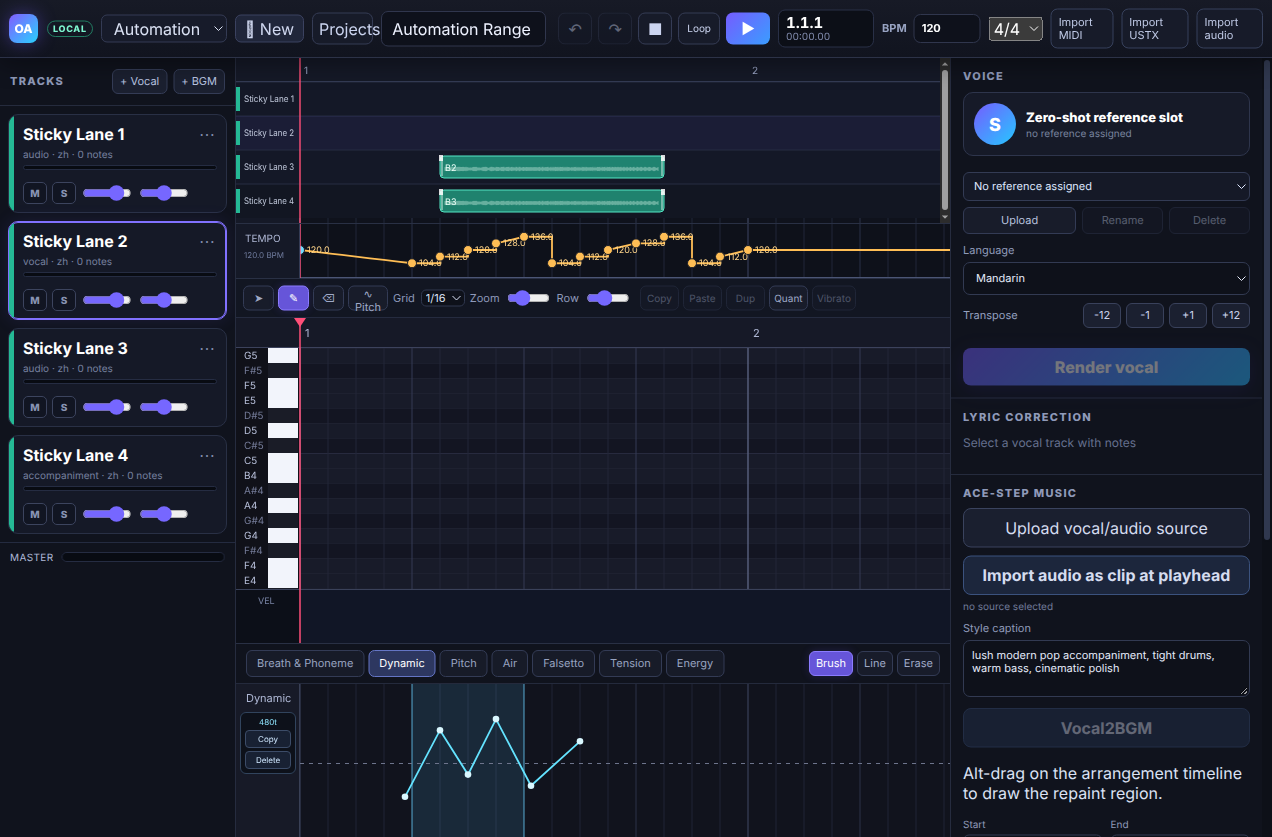 OA LOCAL Automation New Projects Automation Range Loop 1.1.1 BPM 120 4/4 Import MIDI Import USTX Import audio
00:00.00
TRACKS + Vocal + BGM
Sticky Lane 1 ...
audio · zh · 0 notes
M S
Sticky Lane 2 ...
vocal · zh · 0 notes
M S
Sticky Lane 3 ...
audio · zh · 0 notes
M S
Sticky Lane 4 ...
accompaniment · zh · 0 notes
M S
MASTER
1 2
Sticky Lane 1
Sticky Lane 2
Sticky Lane 3 B2
Sticky Lane 4 B3
TEMPO
120.0 BPM
120.0 104.0 112.0 120.0 128.0 136.0 104.0 112.0 120.0 128.0 136.0 104.0 112.0 120.0
Pitch Grid 1/16 Zoom Row Copy Paste Dup Quant Vibrato
1 2
G5
F#5
F5
E5
D#5
D5
C#5
C5
B4
A#4
A4
G#4
G4
F#4
F4
E4
VEL
Breath & Phoneme Dynamic Pitch Air Falsetto Tension Energy Brush Line Erase
Dynamic
480t
Copy
Delete
VOICE
S Zero-shot reference slot
no reference assigned
No reference assigned
Upload Rename Delete
Language
Mandarin
Transpose -12 -1 +1 +12
Render vocal
LYRIC CORRECTION
Select a vocal track with notes
ACE-STEP MUSIC
Upload vocal/audio source
Import audio as clip at playhead
no source selected
Style caption
lush modern pop accompaniment, tight drums,
warm bass, cinematic polish
Vocal2BGM
Alt-drag on the arrangement timeline
to draw the repaint region.
Start End